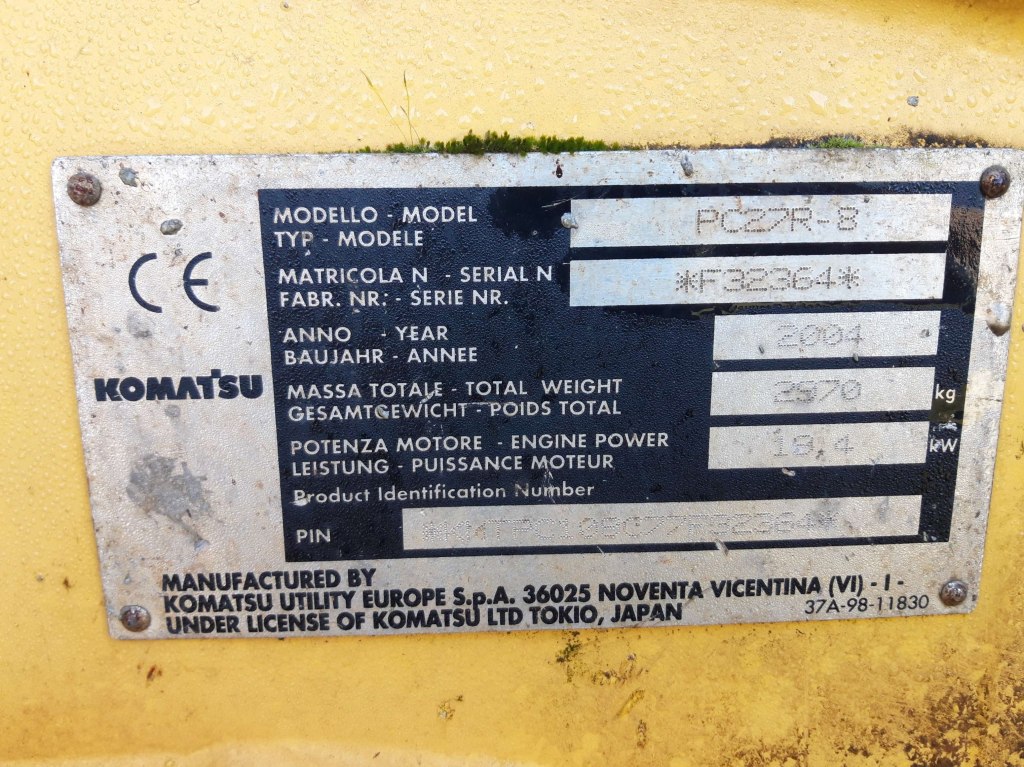 MODELLO - MODEL
TYP - MODELE
PC27R-8
MATRICOLA N - SERIAL N
FABR. NR: - SERIE NR.
*F32364*
CE
ANNO - YEAR
BAUJAHR - ANNEE
2004
KOMATSU
MASSA TOTALE - TOTAL WEIGHT
GESAMTGEWICHT - POIDS TOTAL
2970 kg
POTENZA MOTORE - ENGINE POWER
LEISTUNG - PUISSANCE MOTEUR
19,4 kW
Product Identification Number
PIN
MANUFACTURED BY
KOMATSU UTILITY EUROPE S.p.A. 36025 NOVENTA VICENTINA (VI) - I -
UNDER LICENSE OF KOMATSU LTD TOKIO, JAPAN
37A-98-11830